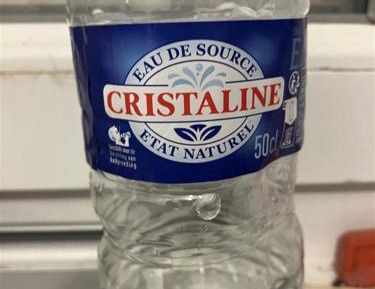 EAU DE SOURCE
CRISTALINE
ETAT NATUREL
50cl